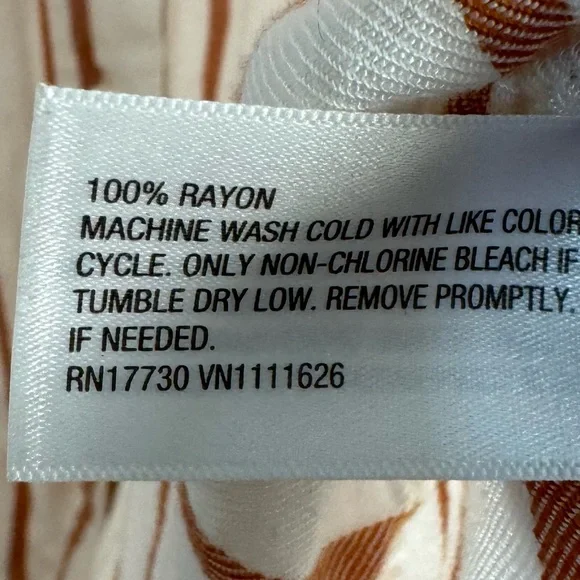 100% RAYON
MACHINE WASH COLD WITH LIKE COLOR
CYCLE. ONLY NON-CHLORINE BLEACH IF
TUMBLE DRY LOW. REMOVE PROMPTLY.
IF NEEDED.
RN17730 VN1111626